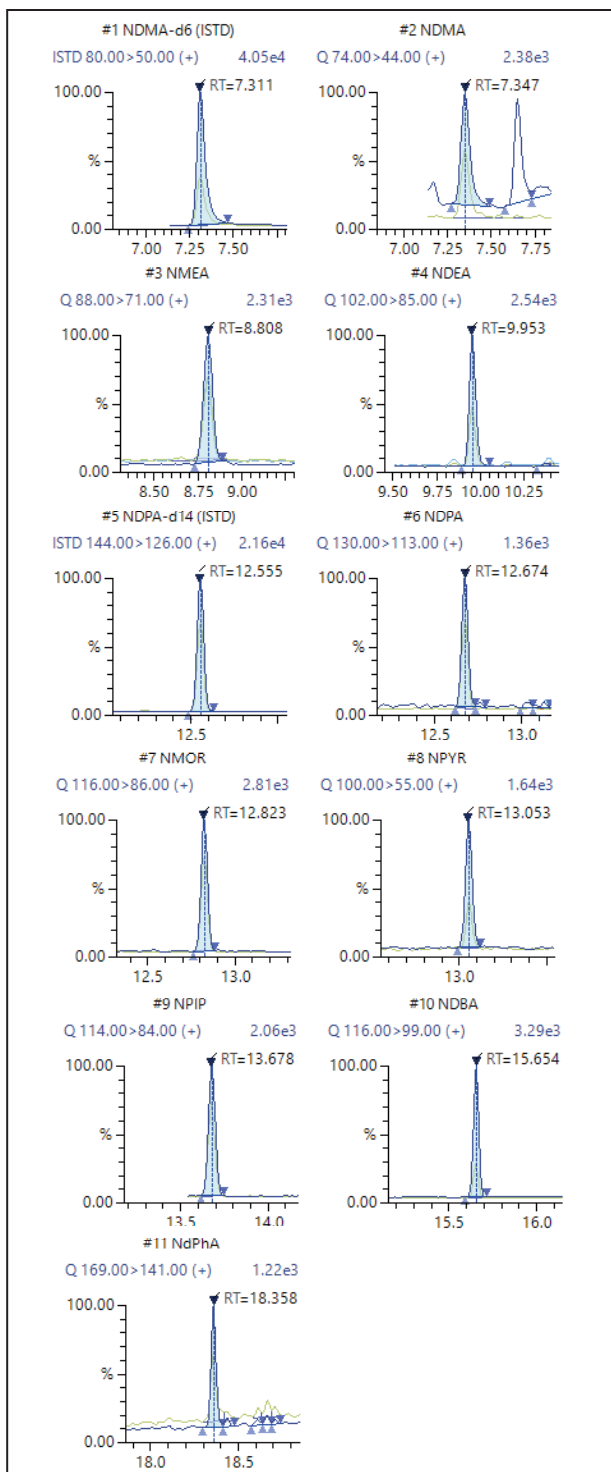 #1 NDMA-d6 (ISTD)
ISTD 80.00>50.00 (+) 4.05e4
100.00
RT=7.311
%
0.00
7.00 7.25 7.50
#2 NDMA
Q 74.00>44.00 (+) 2.38e3
100.00
RT=7.347
%
0.00
7.00 7.25 7.50 7.75
#3 NMEA
Q 88.00>71.00 (+) 2.31e3
100.00
RT=8.808
%
0.00
8.50 8.75 9.00
#4 NDEA
Q 102.00>85.00 (+) 2.54e3
100.00
RT=9.953
%
0.00
9.50 9.75 10.00 10.25
#5 NDPA-d14 (ISTD)
ISTD 144.00>126.00 (+) 2.16e4
100.00
RT=12.555
%
0.00
12.5
#6 NDPA
Q 130.00>113.00 (+) 1.36e3
100.00
RT=12.674
%
0.00
12.5 13.0
#7 NMOR
Q 116.00>86.00 (+) 2.81e3
100.00
RT=12.823
%
0.00
12.5 13.0
#8 NPYR
Q 100.00>55.00 (+) 1.64e3
100.00
RT=13.053
%
0.00
13.0
#9 NPIP
Q 114.00>84.00 (+) 2.06e3
100.00
RT=13.678
%
0.00
13.5 14.0
#10 NDBA
Q 116.00>99.00 (+) 3.29e3
100.00
RT=15.654
%
0.00
15.5 16.0
#11 NdPhA
Q 169.00>141.00 (+) 1.22e3
100.00
RT=18.358
%
0.00
18.0 18.5